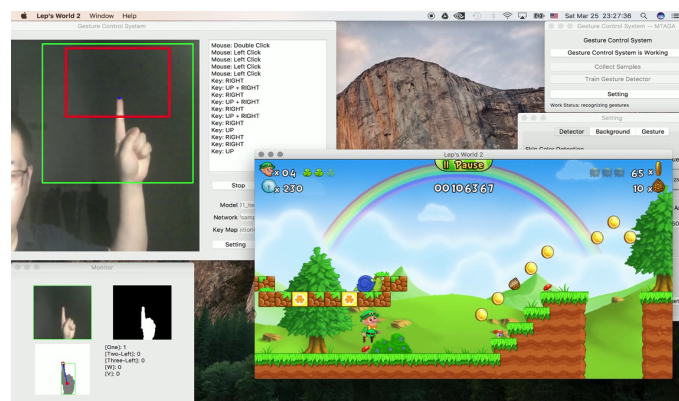 Lep's World 2 Window Help
Sat Mar 25 23:27:36
Gesture Control System
Mouse: Double Click
Mouse: Left Click
Mouse: Left Click
Mouse: Left Click
Mouse: Left Click
Key: RIGHT
Key: UP + RIGHT
Key: RIGHT
Key: UP + RIGHT
Key: RIGHT
Key: UP + RIGHT
Key: RIGHT
Key: UP
Key: RIGHT
Key: RIGHT
Key: UP
Stop
Model
Network
Key Map
Setting
Gesture Control System — MTAGA
Gesture Control System
Gesture Control System is Working
Collect Samples
Train Gesture Detector
Setting
Work Status: recognizing gestures
Setting
Detector Background Gesture
Skin Color Detection
Lep's World 2
x 04
Pause
65 x
x 230
00106367
10 x
Monitor
[One]: 1
[Two-Left]: 0
[Three-Left]: 0
[W]: 0
[V]: 0